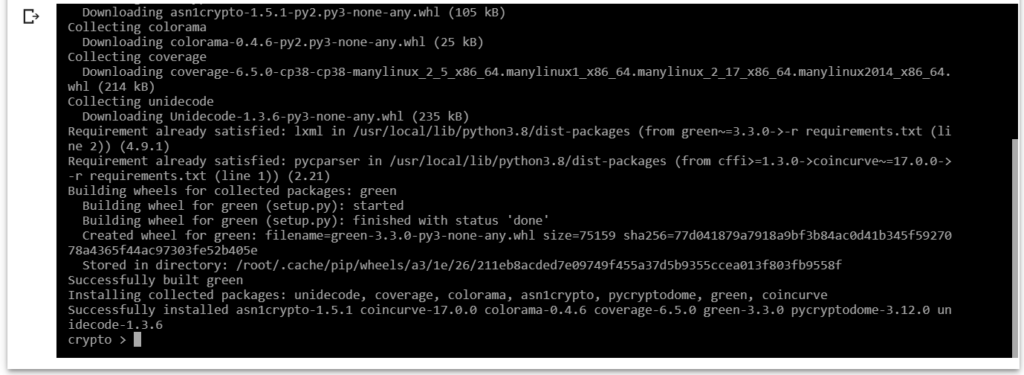 Downloading asn1crypto-1.5.1-py2.py3-none-any.whl (105 kB)
Collecting colorama
  Downloading colorama-0.4.6-py2.py3-none-any.whl (25 kB)
Collecting coverage
  Downloading coverage-6.5.0-cp38-cp38-manylinux_2_5_x86_64.manylinux1_x86_64.manylinux_2_17_x86_64.manylinux2014_x86_64.
whl (214 kB)
Collecting unidecode
  Downloading Unidecode-1.3.6-py3-none-any.whl (235 kB)
Requirement already satisfied: lxml in /usr/local/lib/python3.8/dist-packages (from green~=3.3.0->-r requirements.txt (li
ne 2)) (4.9.1)
Requirement already satisfied: pycparser in /usr/local/lib/python3.8/dist-packages (from cffi>=1.3.0->coincurve~=17.0.0->
-r requirements.txt (line 1)) (2.21)
Building wheels for collected packages: green
  Building wheel for green (setup.py): started
  Building wheel for green (setup.py): finished with status 'done'
  Created wheel for green: filename=green-3.3.0-py3-none-any.whl size=75159 sha256=77d041879a7918a9bf3b84ac0d41b345f59270
78a4365f44ac97303fe52b405e
  Stored in directory: /root/.cache/pip/wheels/a3/1e/26/211eb8acded7e09749f455a37d5b9355ccea013f803fb9558f
Successfully built green
Installing collected packages: unidecode, coverage, colorama, asn1crypto, pycryptodome, green, coincurve
Successfully installed asn1crypto-1.5.1 coincurve-17.0.0 colorama-0.4.6 coverage-6.5.0 green-3.3.0 pycryptodome-3.12.0 un
idecode-1.3.6
crypto >